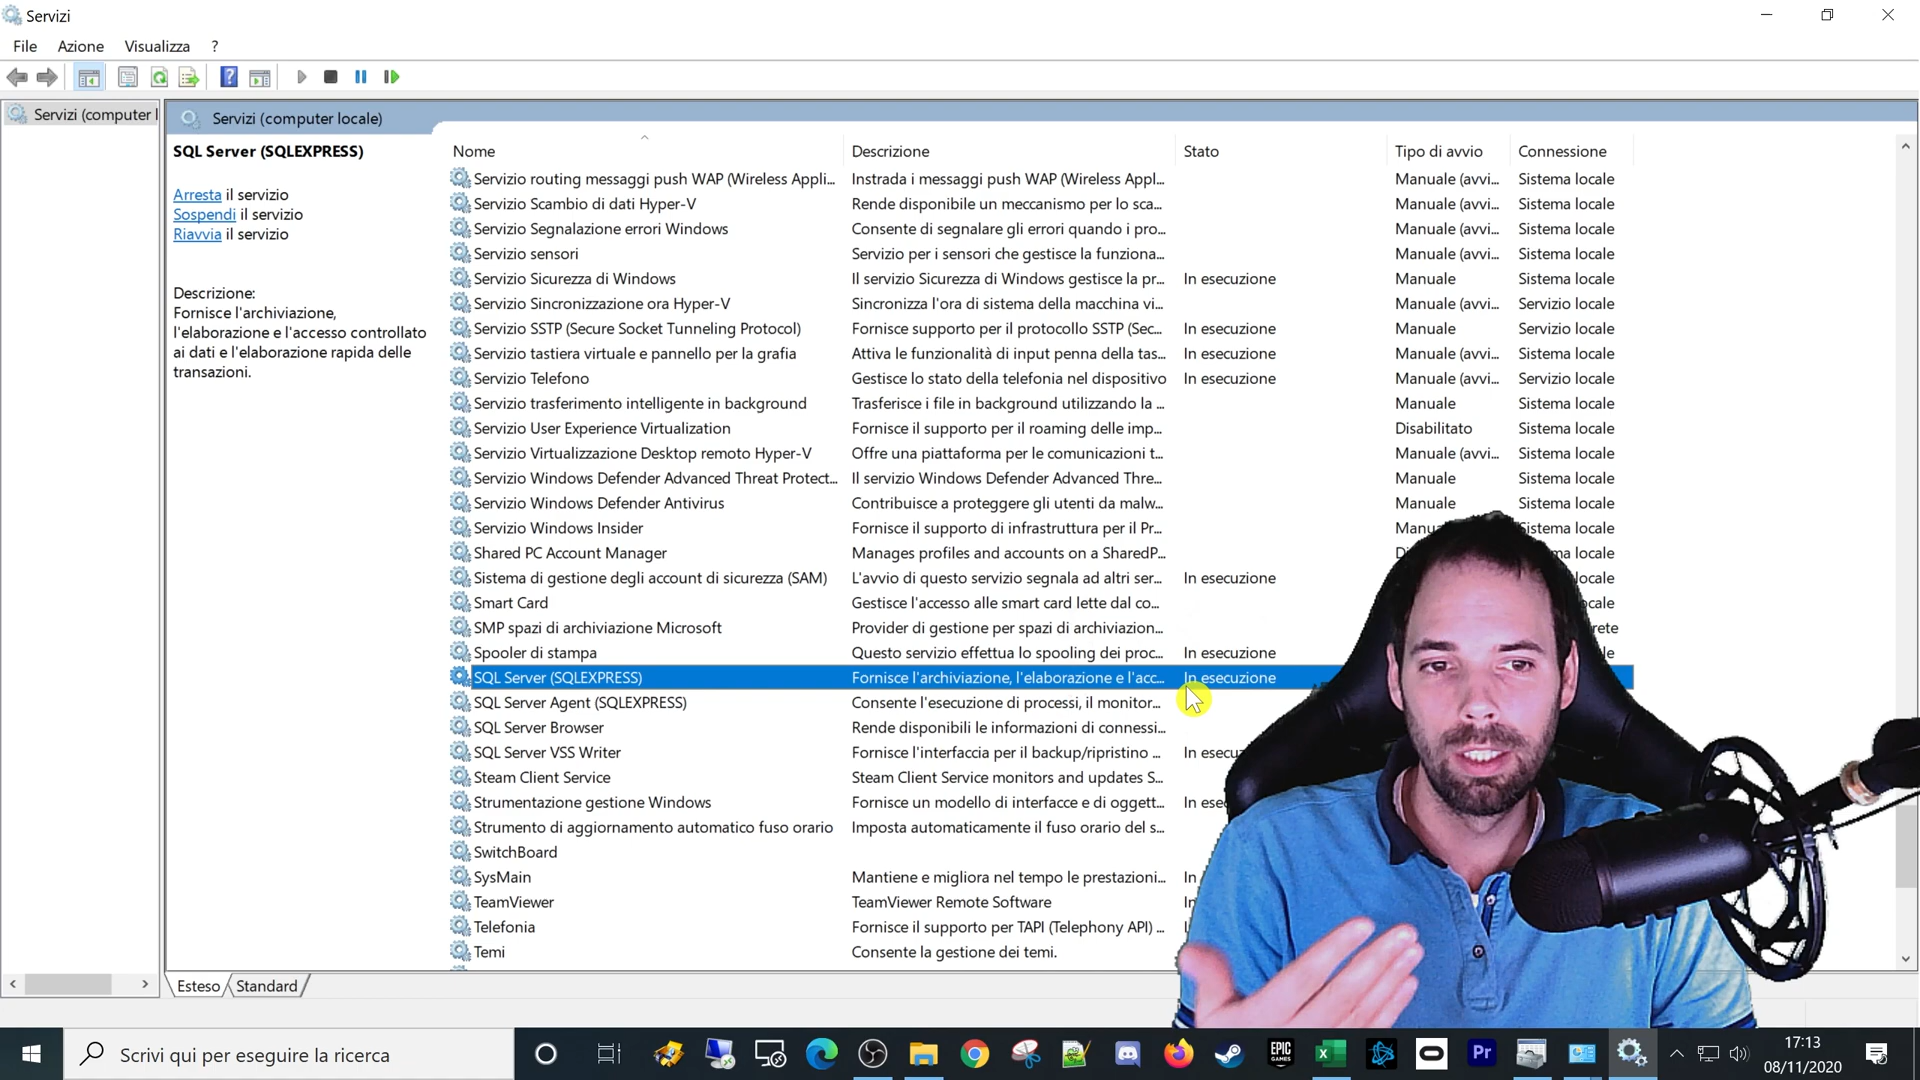 Servizi
File Azione Visualizza ?
Servizi (computer l
Servizi (computer locale)
SQL Server (SQLEXPRESS)
Arresta il servizio
Sospendi il servizio
Riavvia il servizio
Descrizione:
Fornisce l'archiviazione,
l'elaborazione e l'accesso controllato
ai dati e l'elaborazione rapida delle
transazioni.
Nome Descrizione Stato Tipo di avvio Connessione
Servizio routing messaggi push WAP (Wireless Appli... Instrada i messaggi push WAP (Wireless Appl... Manuale (avvi... Sistema locale
Servizio Scambio di dati Hyper-V Rende disponibile un meccanismo per lo sca... Manuale (avvi... Sistema locale
Servizio Segnalazione errori Windows Consente di segnalare gli errori quando i pro... Manuale (avvi... Sistema locale
Servizio sensori Servizio per i sensori che gestisce la funziona... Manuale (avvi... Sistema locale
Servizio Sicurezza di Windows Il servizio Sicurezza di Windows gestisce la pr... In esecuzione Manuale Sistema locale
Servizio Sincronizzazione ora Hyper-V Sincronizza l'ora di sistema della macchina vi... Manuale (avvi... Servizio locale
Servizio SSTP (Secure Socket Tunneling Protocol) Fornisce supporto per il protocollo SSTP (Sec... In esecuzione Manuale Servizio locale
Servizio tastiera virtuale e pannello per la grafia Attiva le funzionalità di input penna della tas... In esecuzione Manuale (avvi... Sistema locale
Servizio Telefono Gestisce lo stato della telefonia nel dispositivo In esecuzione Manuale (avvi... Servizio locale
Servizio trasferimento intelligente in background Trasferisce i file in background utilizzando la ... Manuale Sistema locale
Servizio User Experience Virtualization Fornisce il supporto per il roaming delle imp... Disabilitato Sistema locale
Servizio Virtualizzazione Desktop remoto Hyper-V Offre una piattaforma per le comunicazioni t... Manuale (avvi... Sistema locale
Servizio Windows Defender Advanced Threat Protect... Il servizio Windows Defender Advanced Thre... Manuale Sistema locale
Servizio Windows Defender Antivirus Contribuisce a proteggere gli utenti da malw... Manuale Sistema locale
Servizio Windows Insider Fornisce il supporto di infrastruttura per il Pr... Manua Sistema locale
Shared PC Account Manager Manages profiles and accounts on a SharedP... locale
Sistema di gestione degli account di sicurezza (SAM) L'avvio di questo servizio segnala ad altri ser... In esecuzione locale
Smart Card Gestisce l'accesso alle smart card lette dal co... ocale
SMP spazi di archiviazione Microsoft Provider di gestione per spazi di archiviazion... rete
Spooler di stampa Questo servizio effettua lo spooling dei proc... In esecuzione le
SQL Server (SQLEXPRESS) Fornisce l'archiviazione, l'elaborazione e l'acc... In esecuzione
SQL Server Agent (SQLEXPRESS) Consente l'esecuzione di processi, il monitor...
SQL Server Browser Rende disponibili le informazioni di connessi...
SQL Server VSS Writer Fornisce l'interfaccia per il backup/ripristino ... In esecuz
Steam Client Service Steam Client Service monitors and updates S...
Strumentazione gestione Windows Fornisce un modello di interfacce e di oggett... In esec
Strumento di aggiornamento automatico fuso orario Imposta automaticamente il fuso orario del s...
SwitchBoard
SysMain Mantiene e migliora nel tempo le prestazioni... In
TeamViewer TeamViewer Remote Software In
Telefonia Fornisce il supporto per TAPI (Telephony API) ...
Temi Consente la gestione dei temi.
Esteso Standard
Scrivi qui per eseguire la ricerca
EPIC GAMES
Pr
17:13
08/11/2020